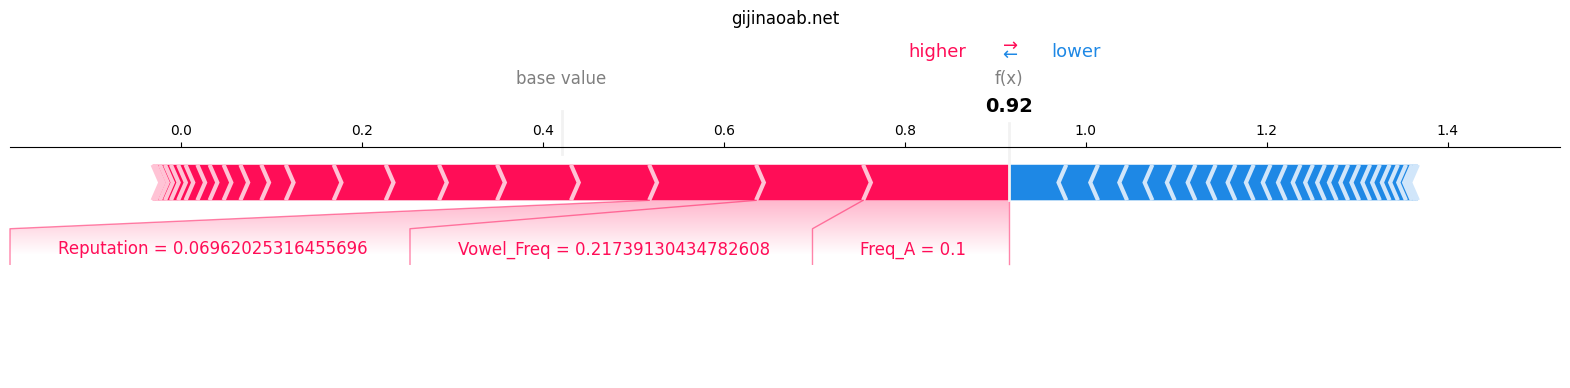 gijinaoab.net
higher ⇄ lower
base value f(x)
0.92
0.0 0.2 0.4 0.6 0.8 1.0 1.2 1.4
Reputation = 0.06962025316455696 Vowel_Freq = 0.21739130434782608 Freq_A = 0.1